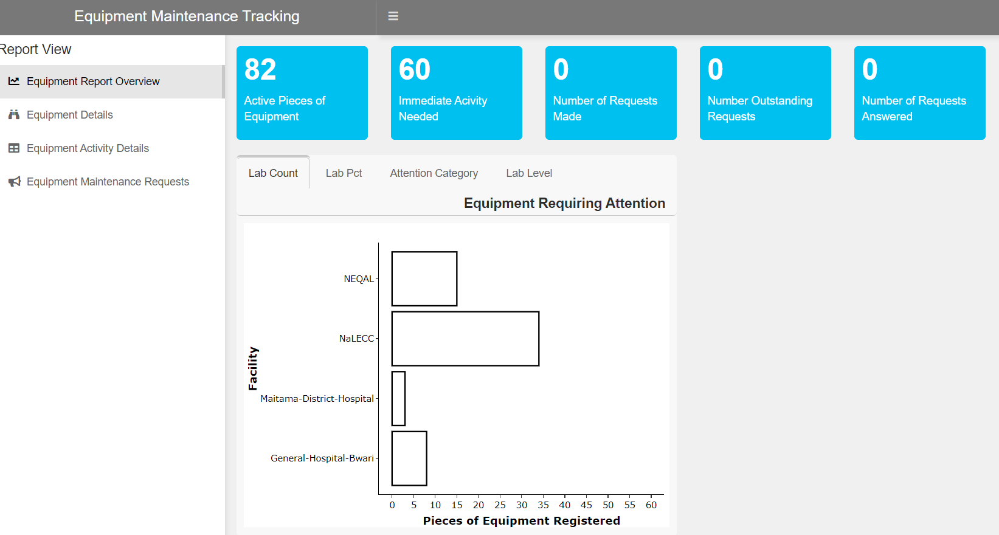 Equipment Maintenance Tracking
Report View
Equipment Report Overview
Equipment Details
Equipment Activity Details
Equipment Maintenance Requests
82
Active Pieces of
Equipment
60
Immediate Acivity
Needed
0
Number of Requests
Made
0
Number Outstanding
Requests
0
Number of Requests
Answered
Lab Count
Lab Pct
Attention Category
Lab Level
Equipment Requiring Attention
Facility
NEQAL
NaLECC
Maitama-District-Hospital
General-Hospital-Bwari
0 5 10 15 20 25 30 35 40 45 50 55 60
Pieces of Equipment Registered